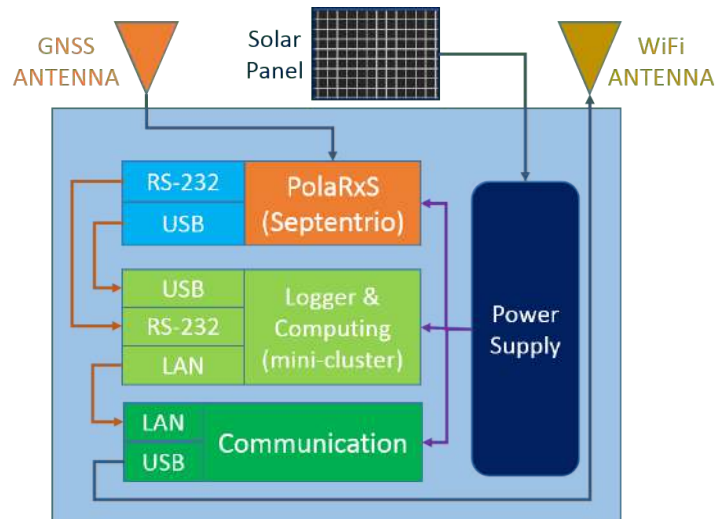 GNSS
ANTENNA
Solar
Panel
WiFi
ANTENNA
RS-232
USB
PolaRxS
(Septentrio)
USB
RS-232
LAN
Logger &
Computing
(mini-cluster)
Power
Supply
LAN
USB
Communication